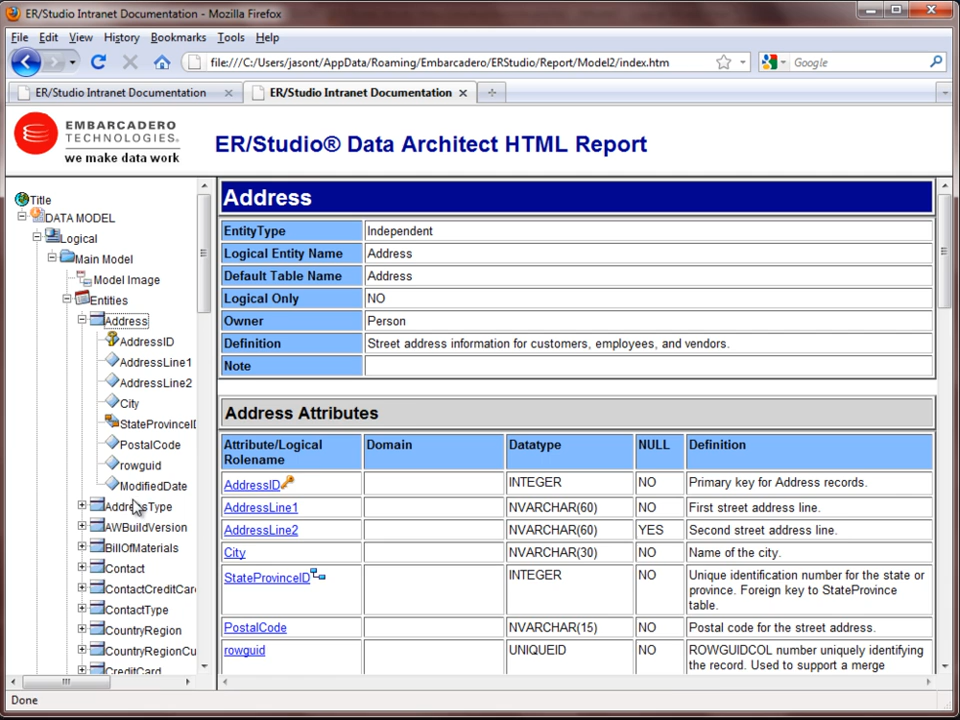 ER/Studio Intranet Documentation - Mozilla Firefox
File Edit View History Bookmarks Tools Help
file:///C:/Users/jasont/AppData/Roaming/Embarcadero/ERStudio/Report/Model2/index.htm
Google
ER/Studio Intranet Documentation
ER/Studio Intranet Documentation
EMBARCADERO
TECHNOLOGIES®
we make data work
ER/Studio® Data Architect HTML Report
Title
DATA MODEL
Logical
Main Model
Model Image
Entities
Address
AddressID
AddressLine1
AddressLine2
City
StateProvinceID
PostalCode
rowguid
ModifiedDate
AddressType
AWBuildVersion
BillOfMaterials
Contact
ContactCreditCar
ContactType
CountryRegion
CountryRegionCu
CreditCard
Address
EntityType Independent
Logical Entity Name Address
Default Table Name Address
Logical Only NO
Owner Person
Definition Street address information for customers, employees, and vendors.
Note
Address Attributes
Attribute/Logical Rolename Domain Datatype NULL Definition
AddressID INTEGER NO Primary key for Address records.
AddressLine1 NVARCHAR(60) NO First street address line.
AddressLine2 NVARCHAR(60) YES Second street address line.
City NVARCHAR(30) NO Name of the city.
StateProvinceID INTEGER NO Unique identification number for the state or
province. Foreign key to StateProvince
table.
PostalCode NVARCHAR(15) NO Postal code for the street address.
rowguid UNIQUEID NO ROWGUIDCOL number uniquely identifying
the record. Used to support a merge
Done